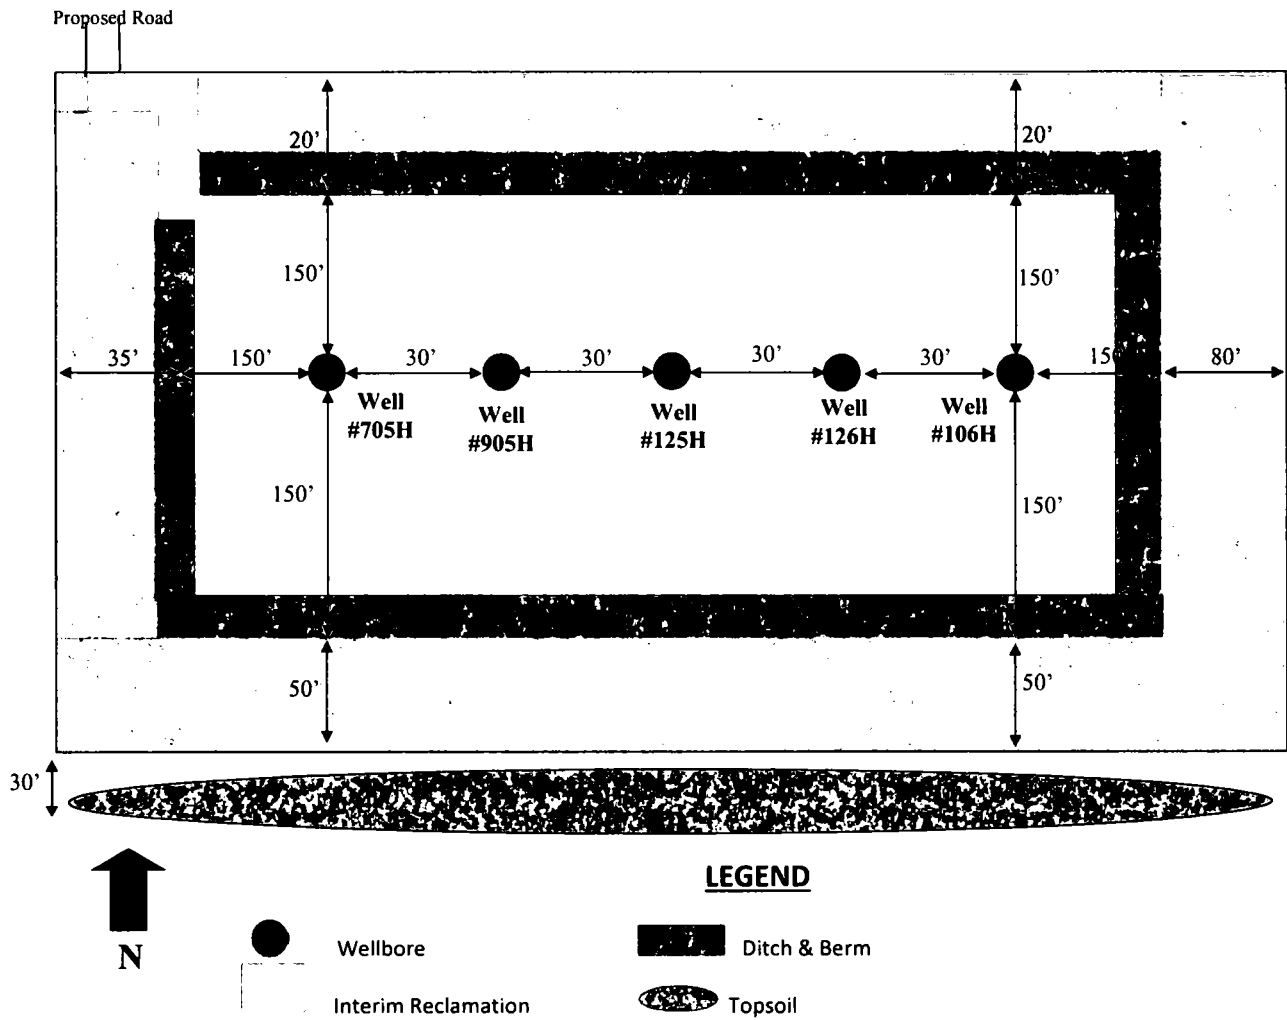 Proposed Road
20’
20’
150’
150’
35’
150’
30’
30’
30’
30’
80’
Well
#705H
Well
#905H
Well
#125H
Well
#126H
Well
#106H
150’
150’
50’
50’
30’
LEGEND
N
Wellbore
Ditch & Berm
Interim Reclamation
Topsoil